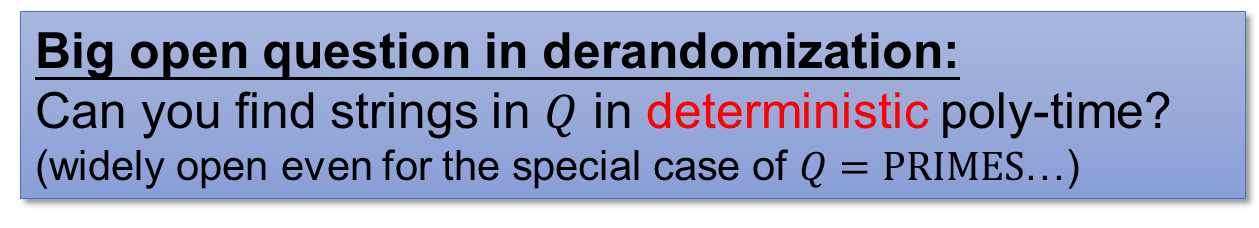 Big open question in derandomization:
Can you find strings in 𝑄 in deterministic poly-time?
(widely open even for the special case of 𝑄 = PRIMES…)